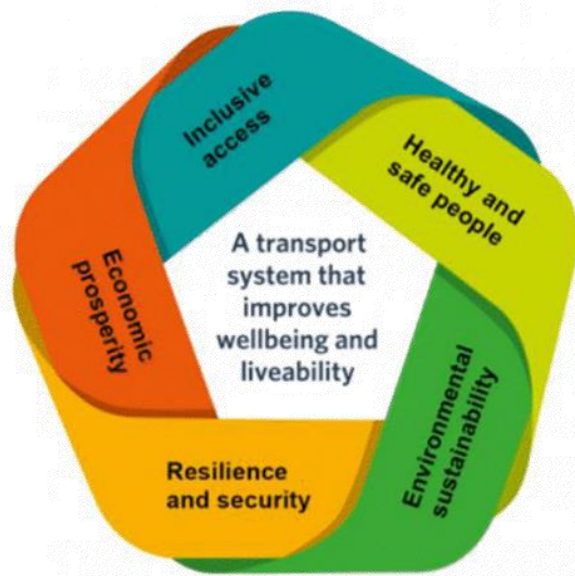 Inclusive
access
Healthy and
safe people
A transport
system that
improves
wellbeing and
liveability
Economic
prosperity
Environmental
sustainability
Resilience
and security